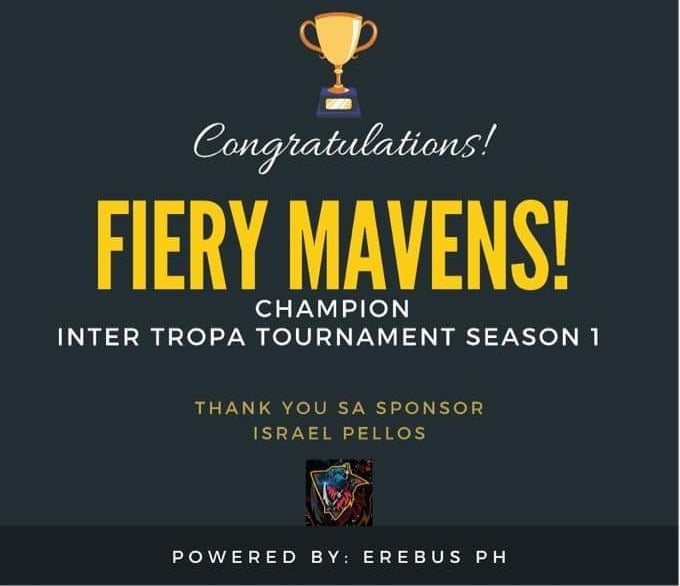 Congratulations!
FIERY MAVENS!
CHAMPION
INTER TROPA TOURNAMENT SEASON 1
THANK YOU SA SPONSOR
ISRAEL PELLOS
POWERED BY: EREBUS PH